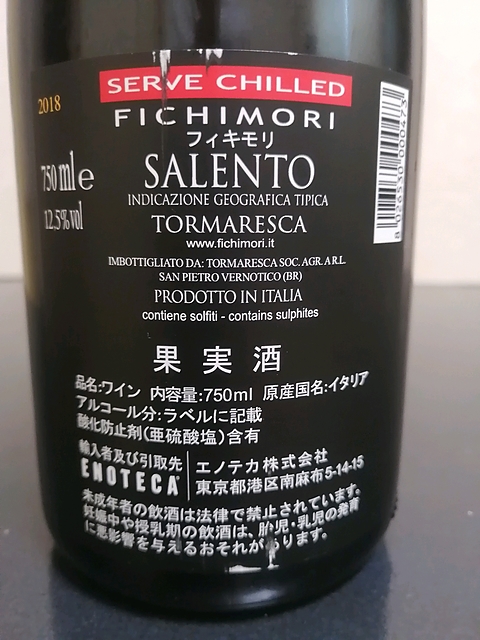 SERVE CHILLED
2018
FICHIMORI
フィキモリ
750 ml e
SALENTO
INDICAZIONE GEOGRAFICA TIPICA
12,5% vol
TORMARESCA
www.fichimori.it
IMBOTTIGLIATO DA: TORMARESCA SOC. AGR. A R.L.
SAN PIETRO VERNOTICO (BR)
PRODOTTO IN ITALIA
contiene solfiti - contains sulphites
8 026530 000473
果実酒
品名:ワイン 内容量:750ml 原産国名:イタリア
アルコール分:ラベルに記載
酸化防止剤(亜硫酸塩)含有
輸入者及び引取先
ENOTECA
エノテカ株式会社
東京都港区南麻布5-14-15
未成年者の飲酒は法律で禁止されています。
妊娠中や授乳期の飲酒は、胎児・乳児の発育
に悪影響を与えるおそれがあります。